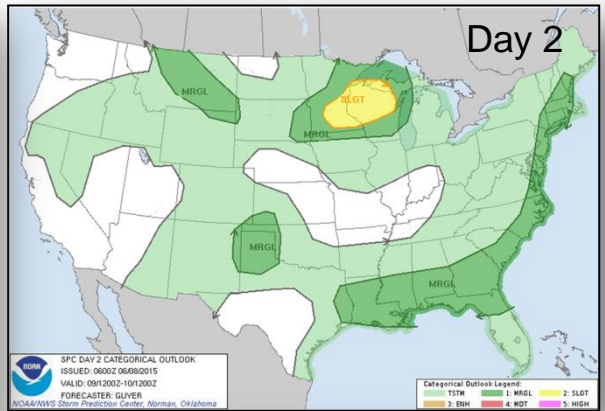 Day 2
MRGL
SLGT
MRGL
MRGL
MRGL
NOAA
SPC DAY 2 CATEGORICAL OUTLOOK
ISSUED: 0600Z 06/08/2015
VALID: 09/1200Z-10/1200Z
FORECASTER: GUYER
NOAA/NWS Storm Prediction Center, Norman, Oklahoma
Categorical Outlook Legend:
TSTM 1: MRGL 2: SLGT
3: ENH 4: MDT 5: HIGH